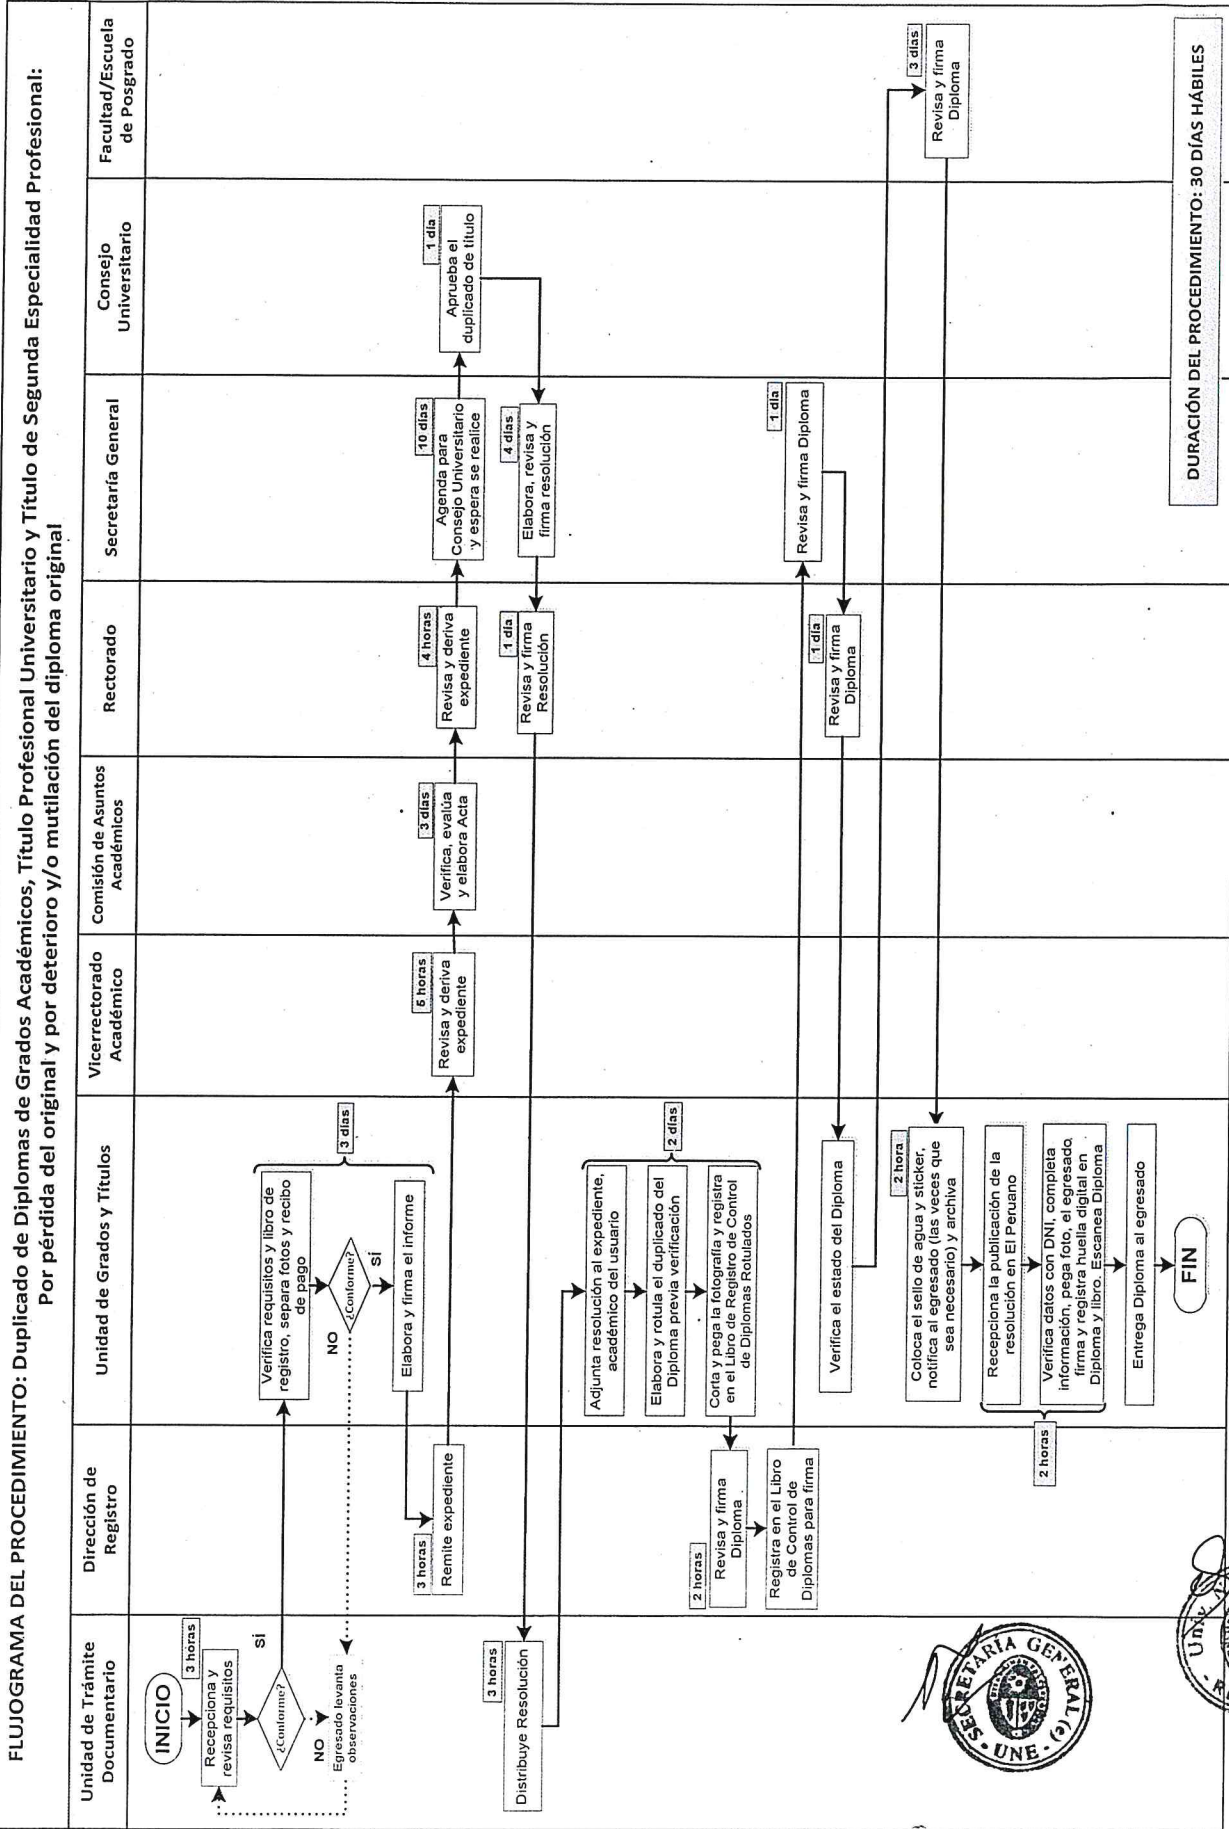 FLUJOGRAMA DEL PROCEDIMIENTO: Duplicado de Diplomas de Grados Académicos, Título Profesional Universitario y Título de Segunda Especialidad Profesional:
Por pérdida del original y por deterioro y/o mutilación del diploma original
Unidad de Trámite
Documentario
Dirección de
Registro
Unidad de Grados y Títulos
Vicerrectorado
Académico
Comisión de Asuntos
Académicos
Rectorado
Secretaría General
Consejo
Universitario
Facultad/Escuela
de Posgrado
INICIO
3 horas
Recepciona y
revisa requisitos
¿Conforme?
SÍ
NO
Egresado levanta
observaciones
Verifica requisitos y libro de
registro, separa fotos y recibo
de pago
¿Conforme?
NO
SÍ
Elabora y firma el informe
3 días
3 horas
Remite expediente
5 horas
Revisa y deriva
expediente
3 días
Verifica, evalúa
y elabora Acta
4 horas
Revisa y deriva
expediente
10 días
Agenda para
Consejo Universitario
y espera se realice
1 día
Aprueba el
duplicado de título
4 días
Elabora, revisa y
firma resolución
1 día
Revisa y firma
Resolución
3 horas
Distribuye Resolución
Adjunta resolución al expediente,
académico del usuario
Elabora y rotula el duplicado del
Diploma previa verificación
Corta y pega la fotografía y registra
en el Libro de Registro de Control
de Diplomas Rotulados
2 días
2 horas
Revisa y firma
Diploma
Registra en el Libro
de Control de
Diplomas para firma
1 día
Revisa y firma Diploma
1 día
Revisa y firma
Diploma
Verifica el estado del Diploma
3 días
Revisa y firma
Diploma
2 hora
Coloca el sello de agua y sticker,
notifica al egresado (las veces que
sea necesario) y archiva
Recepciona la publicación de la
resolución en El Peruano
Verifica datos con DNI, completa
información, pega foto, el egresado,
firma y registra huella digital en
Diploma y libro. Escanea Diploma
2 horas
Entrega Diploma al egresado
FIN
DURACIÓN DEL PROCEDIMIENTO: 30 DÍAS HÁBILES
SECRETARÍA GENERAL (e)
- UNE -
Univ.